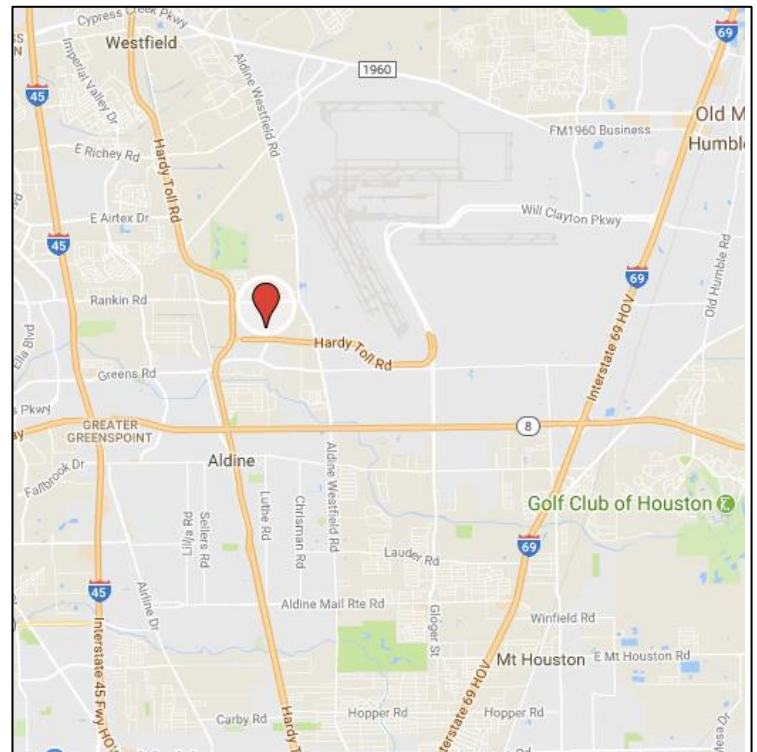 Cypress Creek Pkwy
Westfield
69
45
Imperial Valley Dr
Aldine Westfield Rd
1960
Old M
Humbl
FM1960 Business
E Richey Rd
Hardy Toll Rd
E Airtex Dr
Will Clayton Pkwy
45
69
Old Humble Rd
Rankin Rd
Ella Blvd
Hardy Toll Rd
Interstate 69 HOV
Greens Rd
s Pkwy
GREATER
GREENSPOINT
8
ay
Aldine
Fallbrook Dr
Lillja Rd
Sellers Rd
Luthe Rd
Chrisman Rd
Aldine Westfield Rd
Golf Club of Houston
69
Lauder Rd
45
Airline Dr
Aldine Mail Rte Rd
Gloger St
Winfield Rd
Interstate 45 Fwy HOV
Mt Houston
E Mt Houston Rd
terstate 69 HOV
Carby Rd
Hardy T
Hopper Rd
Hopper Rd
Mesa Dr